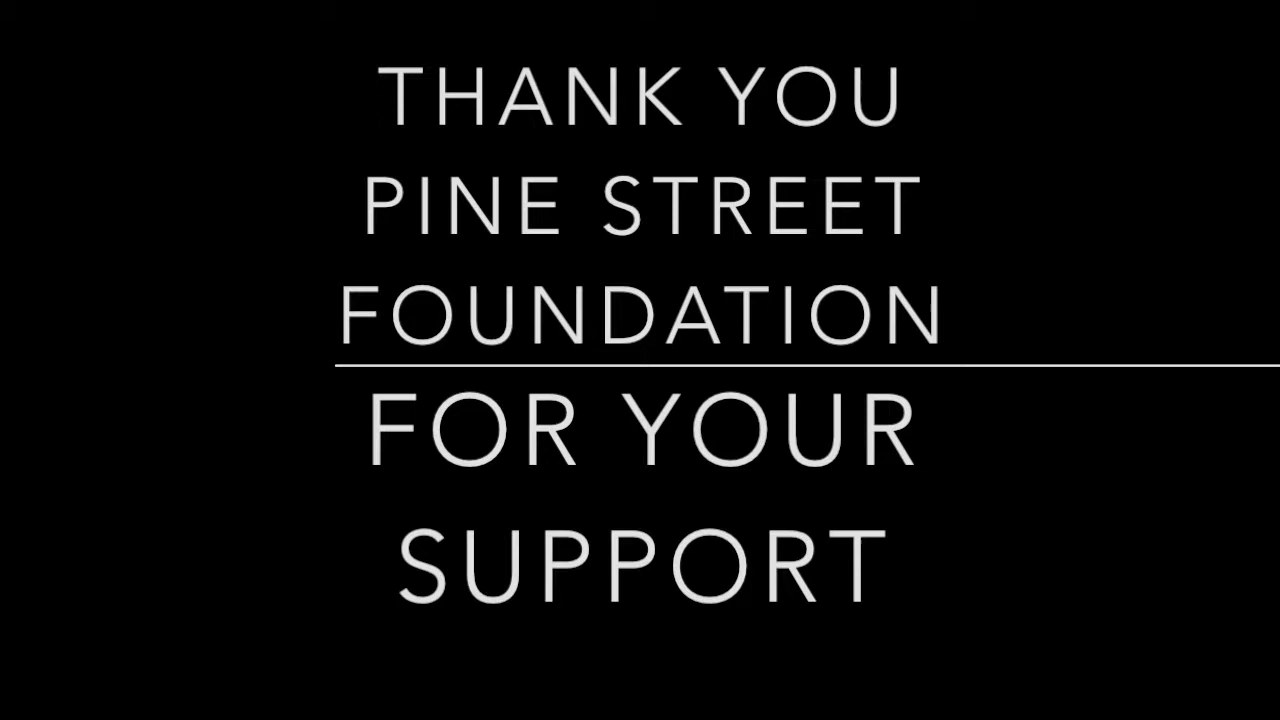 THANK YOU
PINE STREET
FOUNDATION
FOR YOUR
SUPPORT